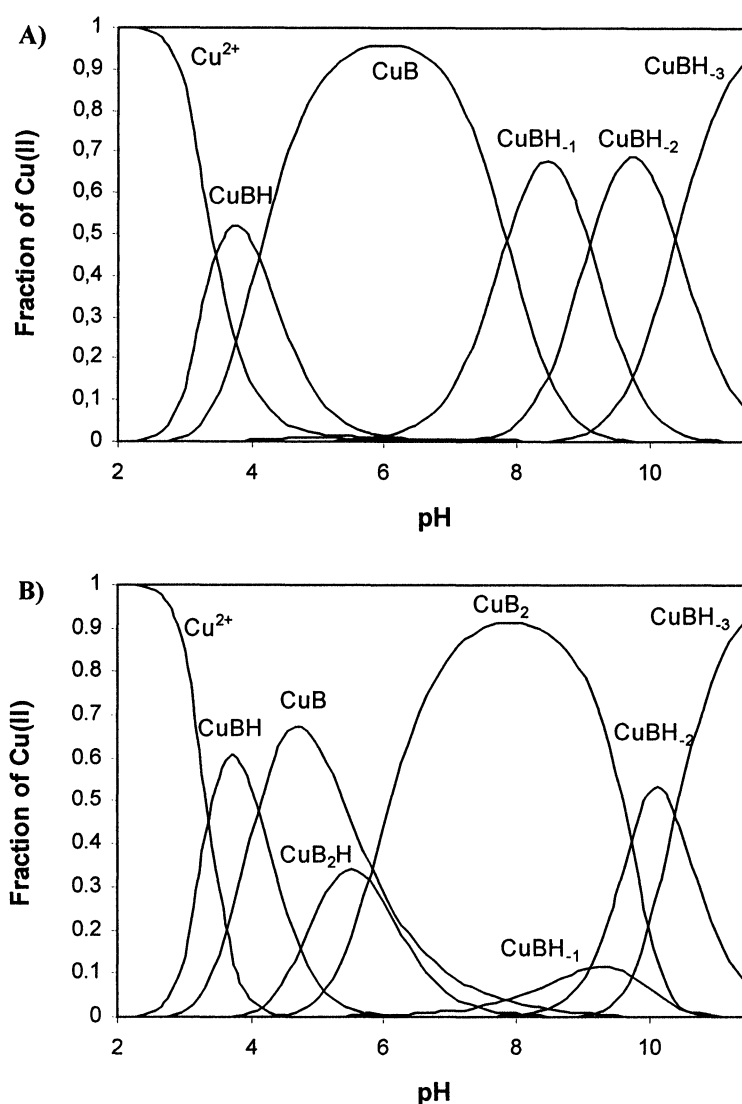 A)
Fraction of Cu(II)
1
0,9
0,8
0,7
0,6
0,5
0,4
0,3
0,2
0,1
0
Cu2+
CuBH
CuB
CuBH-1
CuBH-2
CuBH-3
2 4 6 8 10
pH
B)
Fraction of Cu(II)
1
0.9
0.8
0.7
0.6
0.5
0.4
0.3
0.2
0.1
0
Cu2+
CuBH
CuB
CuB2H
CuB2
CuBH-1
CuBH-2
CuBH-3
2 4 6 8 10
pH